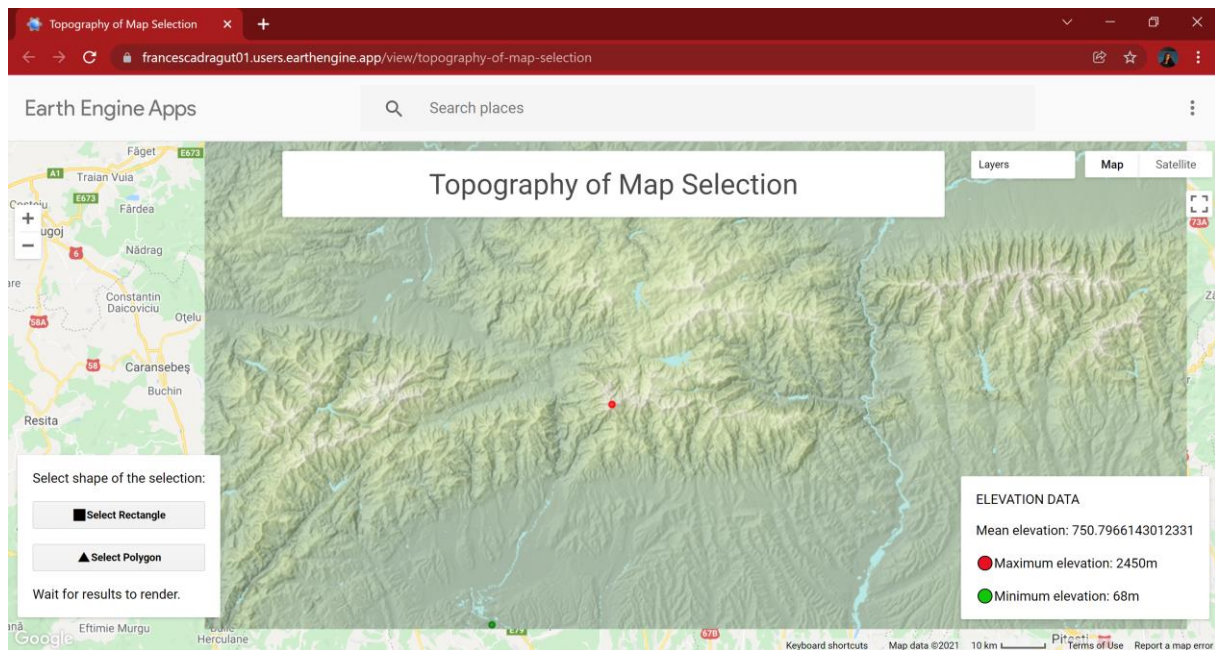 Topography of Map Selection
francescadragut01.users.earthengine.app/view/topography-of-map-selection
Earth Engine Apps
Search places
Topography of Map Selection
Layers
Map
Satellite
Făget
E673
A1
Traian Vuia
E673
Fârdea
ugoj
6
Nădrag
73A
Constantin
Daicoviciu
Oțelu
58A
58
Caransebeș
Buchin
Resita
Select shape of the selection:
Select Rectangle
Select Polygon
Wait for results to render.
ELEVATION DATA
Mean elevation: 750.7966143012331
Maximum elevation: 2450m
Minimum elevation: 68m
Eftimie Murgu
Herculane
E79
67B
Google
Keyboard shortcuts
Map data ©2021
10 km
Terms of Use
Report a map error